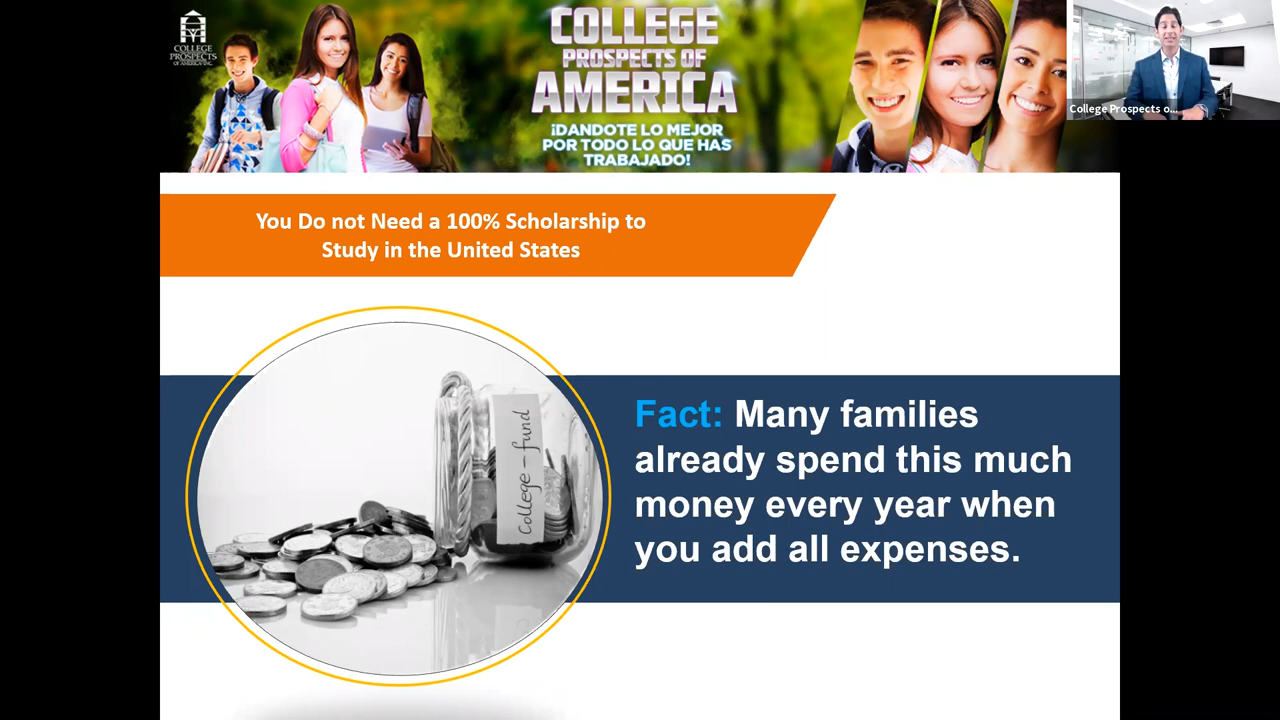 COLLEGE
PROSPECTS
OF AMERICA INC.
COLLEGE
PROSPECTS OF
AMERICA
¡DANDOTE LO MEJOR
POR TODO LO QUE HAS
TRABAJADO!
College Prospects o...
You Do not Need a 100% Scholarship to
Study in the United States
College-fund
Fact: Many families
already spend this much
money every year when
you add all expenses.